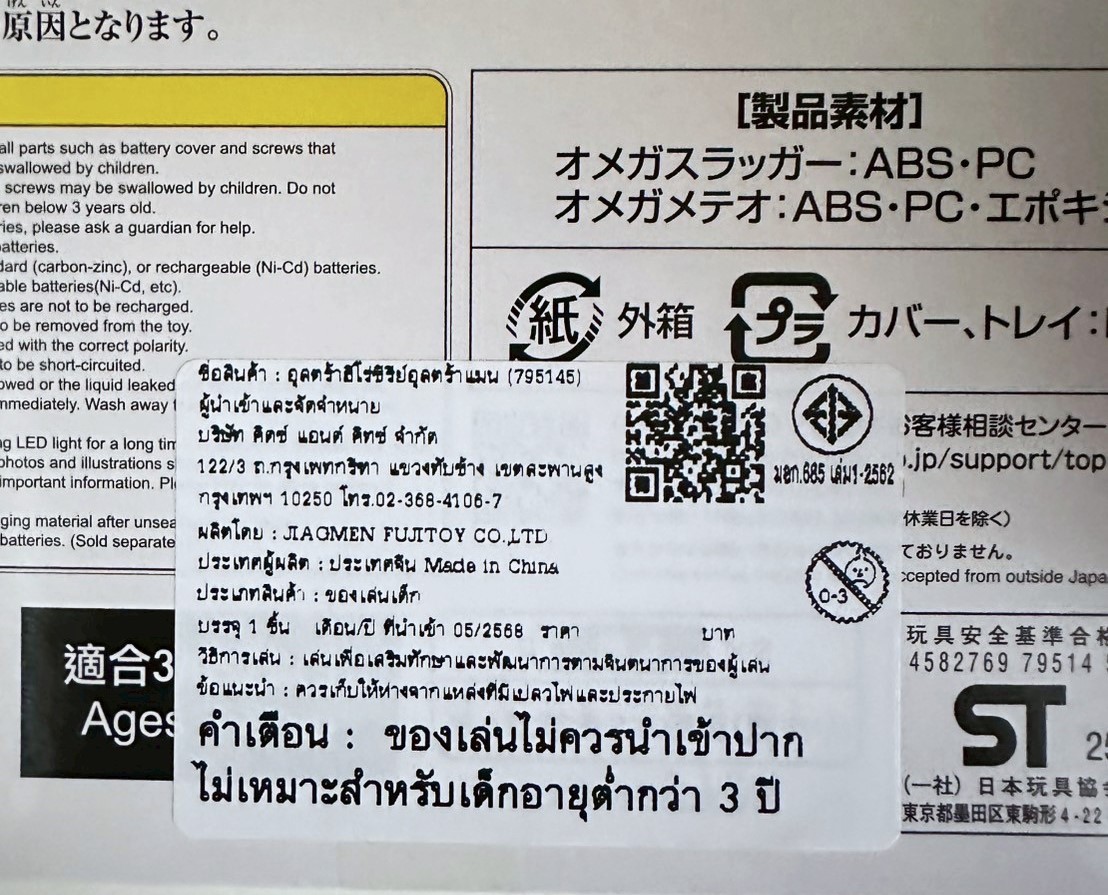 げん いん
原因となります。
all parts such as battery cover and screws that
swallowed by children.
screws may be swallowed by children. Do not
ren below 3 years old.
ries, please ask a guardian for help.
atteries.
dard (carbon-zinc), or rechargeable (Ni-Cd) batteries.
able batteries(Ni-Cd, etc).
es are not to be recharged.
o be removed from the toy.
ed with the correct polarity.
to be short-circuited.
owed or the liquid leaked
mmediately. Wash away
ng LED light for a long tim
photos and illustrations s
important information. Pl
ging material after unsea
batteries. (Sold separate
適合3
Ages
[製品素材]
オメガスラッガー:ABS・PC
オメガメテオ:ABS・PC・エポキシ
紙 外箱 プラ カバー、トレイ:
客様相談センター
.jp/support/top
休業日を除く)
ておりません。
ccepted from outside Japa
ชื่อสินค้า : อุลตร้าฮีโร่ซีรีย์อุลตร้าแมน (795145)
ผู้นำเข้าและจัดจำหน่าย
บริษัท คิดซ์ แอนด์ คิทซ์ จำกัด
122/3 ถ.กรุงเทพกรีฑา แขวงทับช้าง เขตสะพานสูง
กรุงเทพฯ 10250 โทร.02-368-4106-7
ผลิตโดย : JIAGMEN FUJITOY CO.,LTD
ประเทศผู้ผลิต : ประเทศจีน Made in China
ประเภทสินค้า : ของเล่นเด็ก
บรรจุ 1 ชิ้น เดือน/ปี ที่นำเข้า 05/2568 ราคา บาท
วิธีการเล่น : เล่นเพื่อเสริมทักษาและพัฒนาการตามจินตนาการของผู้เล่น
ข้อแนะนำ : ควรเก็บให้ห่างจากแหล่งที่มีเปลวไฟและประกายไฟ
คำเตือน : ของเล่นไม่ควรนำเข้าปาก
ไม่เหมาะสำหรับเด็กอายุต่ำกว่า 3 ปี
มอก.685 เล่ม1-2562
0-3
玩具安全基準合格
4582769 79514
ST 25
(一社) 日本玩具協会
東京都墨田区東駒形4-22